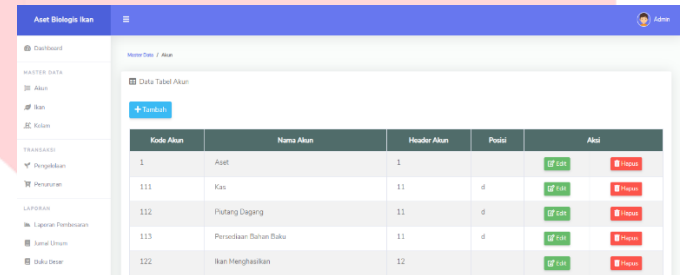 Aset Biologis Ikan
Admin
Dashboard
Master Data / Akun
MASTER DATA
Akun
Ikan
Kolam
TRANSAKSI
Pengelolaan
Penurunan
LAPORAN
Laporan Pembesaran
Jurnal Umum
Buku Besar
Data Tabel Akun
+ Tambah
Kode Akun Nama Akun Header Akun Posisi Aksi
1 Aset 1 Edit Hapus
111 Kas 11 d Edit Hapus
112 Piutang Dagang 11 d Edit Hapus
113 Persediaan Bahan Baku 11 d Edit Hapus
122 Ikan Menghasilkan 12 Edit Hapus